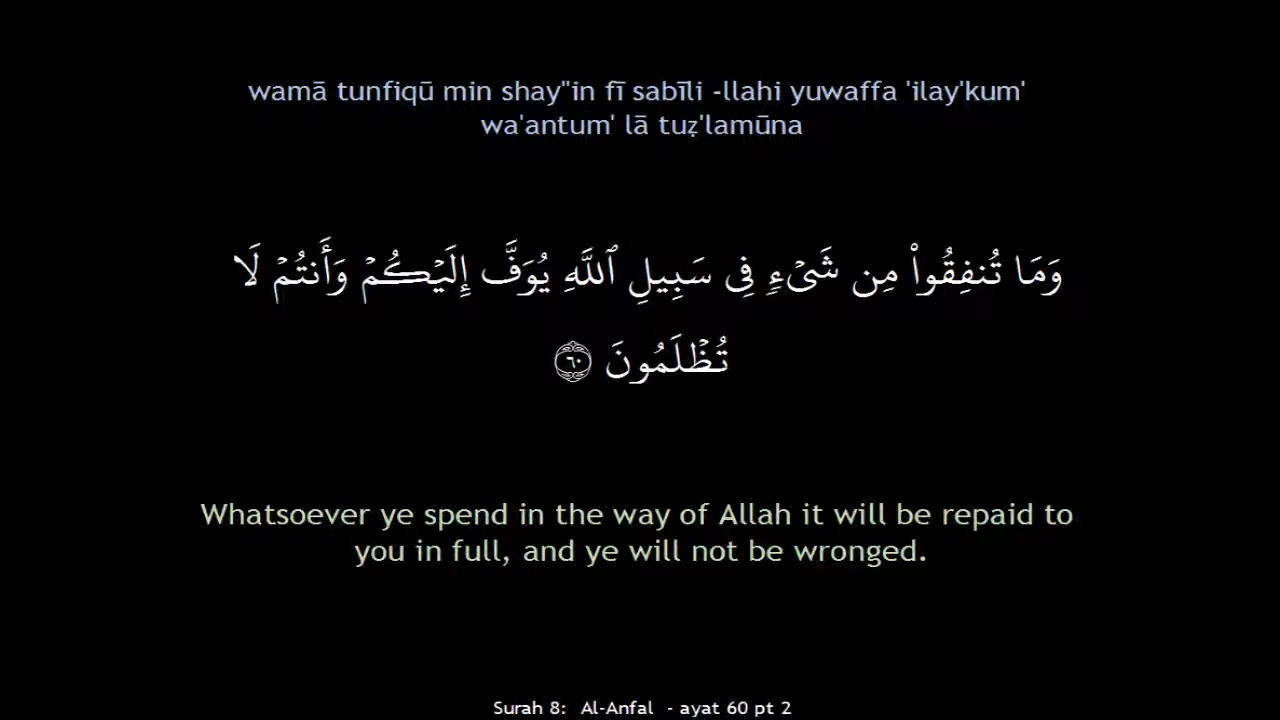 wamā tunfiqū min shay"in fī sabīli -llahi yuwaffa 'ilay'kum'
wa'antum' lā tuẓ'lamūna
وَمَا تُنفِقُوا۟ مِن شَىْءٍ فِى سَبِيلِ ٱللَّهِ يُوَفَّ إِلَيْكُمْ وَأَنتُمْ لَا
تُظْلَمُونَ ٦٠
Whatsoever ye spend in the way of Allah it will be repaid to
you in full, and ye will not be wronged.
Surah 8: Al-Anfal - ayat 60 pt 2